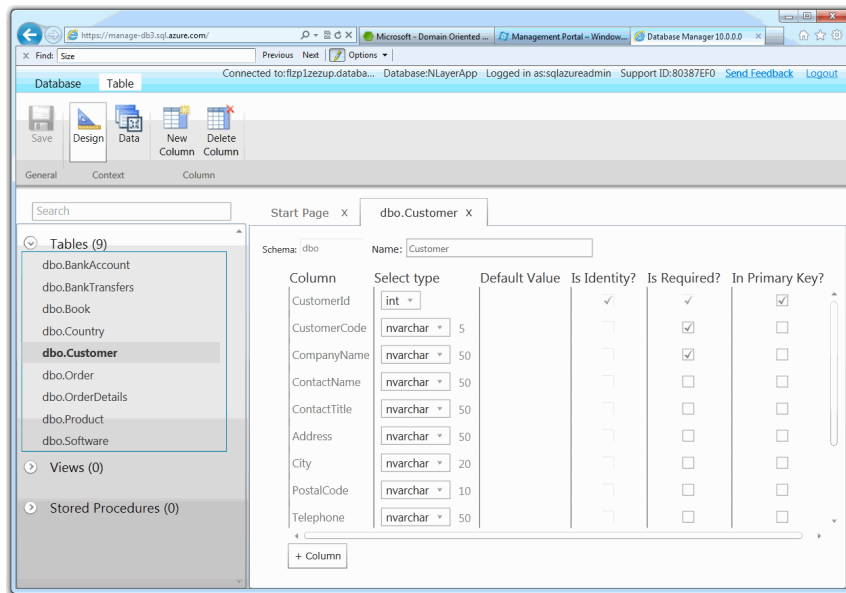 https://manage-db3.sql.azure.com/
Microsoft - Domain Oriented ...
Management Portal – Window...
Database Manager 10.0.0.0
x Find: Size Previous Next Options
Database Table
Connected to:flzp1zezup.databa... Database:NLayerApp Logged in as:sqlazureadmin Support ID:80387EF0 Send Feedback Logout
Save Design Data New Column Delete Column
General Context Column
Search
Start Page X dbo.Customer X
Tables (9)
dbo.BankAccount
dbo.BankTransfers
dbo.Book
dbo.Country
dbo.Customer
dbo.Order
dbo.OrderDetails
dbo.Product
dbo.Software
Views (0)
Stored Procedures (0)
Schema: dbo Name: Customer
Column Select type Default Value Is Identity? Is Required? In Primary Key?
CustomerId int
CustomerCode nvarchar 5
CompanyName nvarchar 50
ContactName nvarchar 50
ContactTitle nvarchar 50
Address nvarchar 50
City nvarchar 20
PostalCode nvarchar 10
Telephone nvarchar 50
+ Column